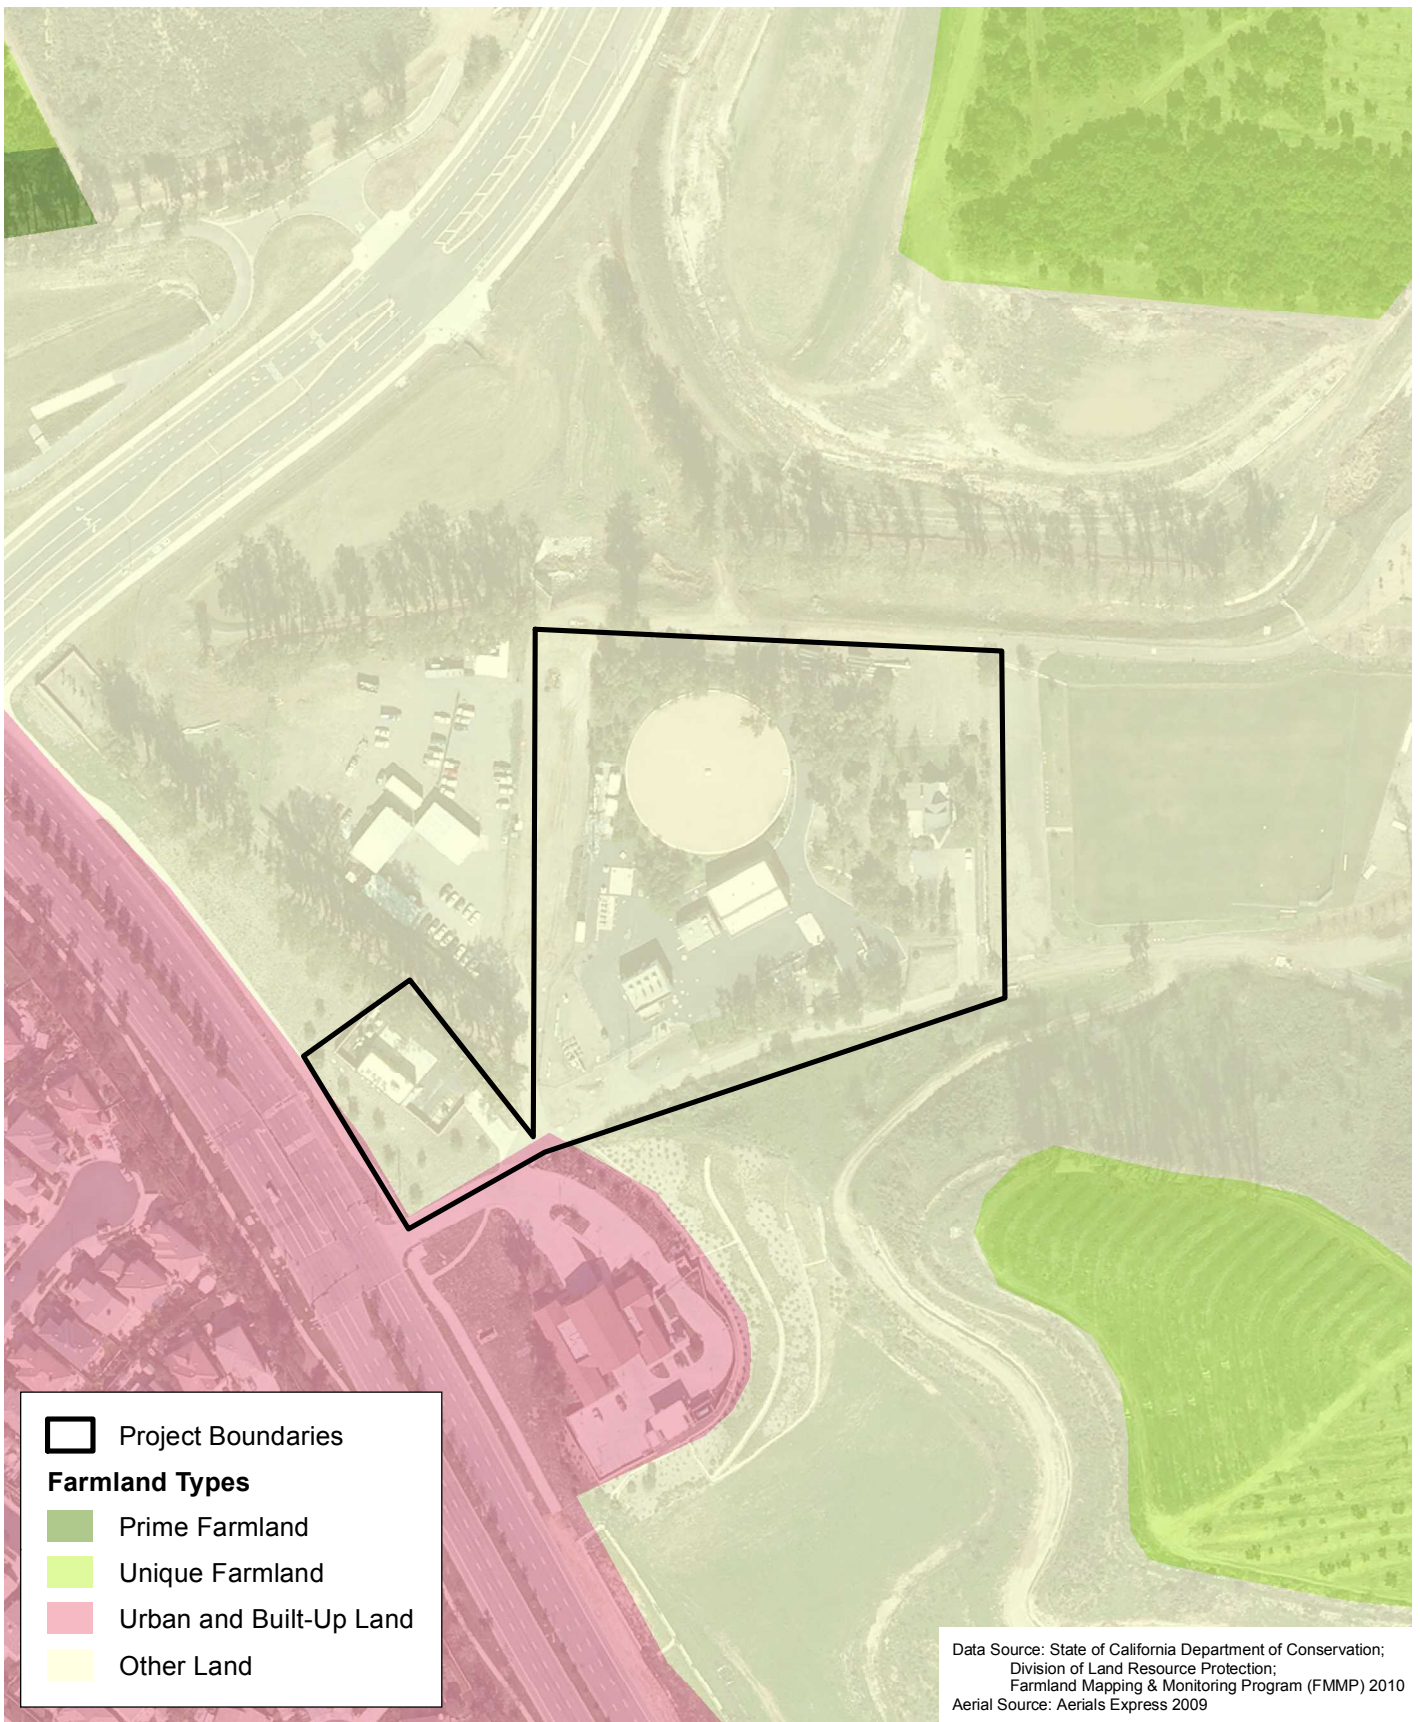 Project Boundaries
Farmland Types
Prime Farmland
Unique Farmland
Urban and Built-Up Land
Other Land
Data Source: State of California Department of Conservation;
Division of Land Resource Protection;
Farmland Mapping & Monitoring Program (FMMP) 2010
Aerial Source: Aerials Express 2009